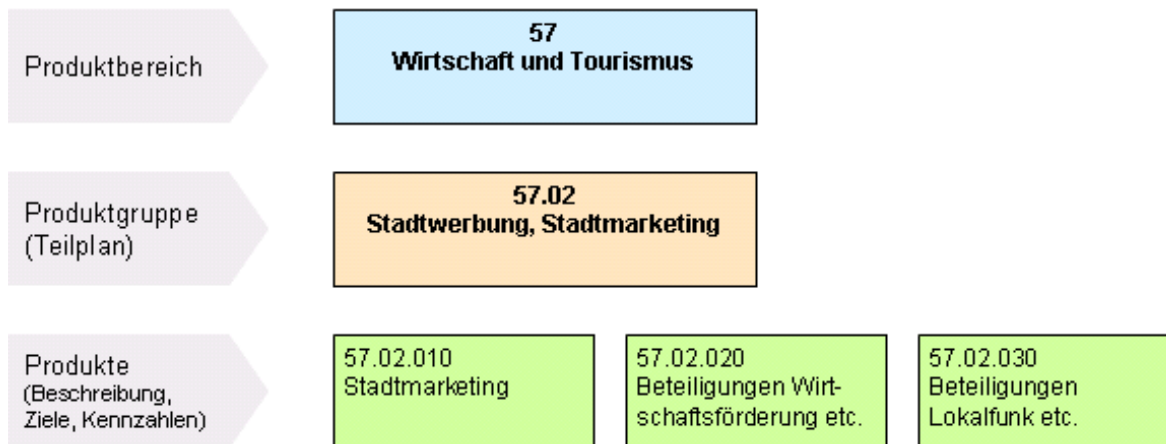 Produktbereich
57
Wirtschaft und Tourismus
Produktgruppe
(Teilplan)
57.02
Stadtwerbung, Stadtmarketing
Produkte
(Beschreibung,
Ziele, Kennzahlen)
57.02.010
Stadtmarketing
57.02.020
Beteiligungen Wirt-
schaftsförderung etc.
57.02.030
Beteiligungen
Lokalfunk etc.